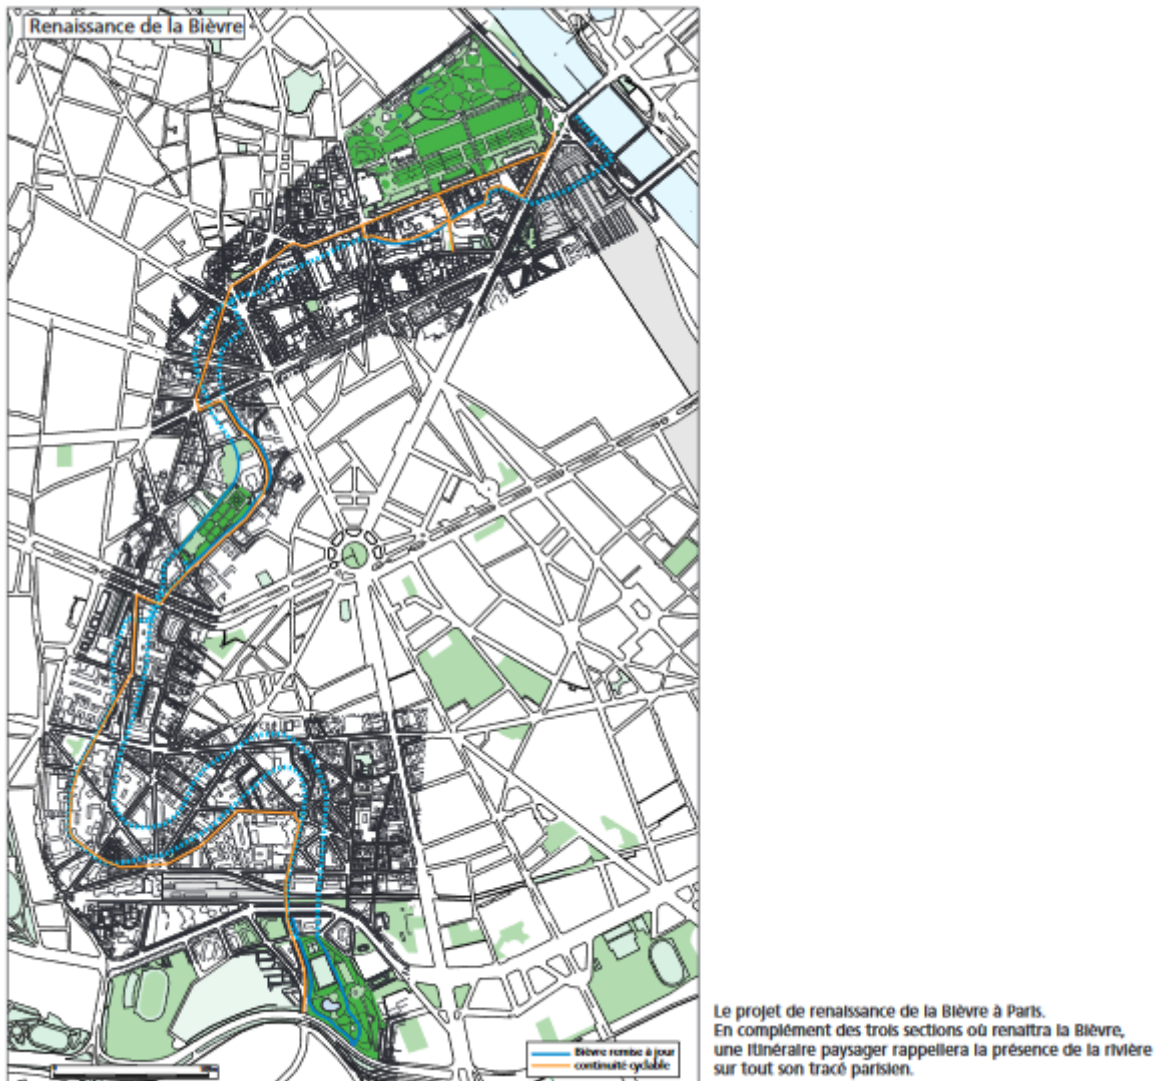 Renaissance de la Bièvre
Bièvre remise à jour
continuité cyclable
Le projet de renaissance de la Bièvre à Paris.
En complément des trois sections où renaîtra la Bièvre,
une itinéraire paysager rappellera la présence de la rivière
sur tout son tracé parisien.